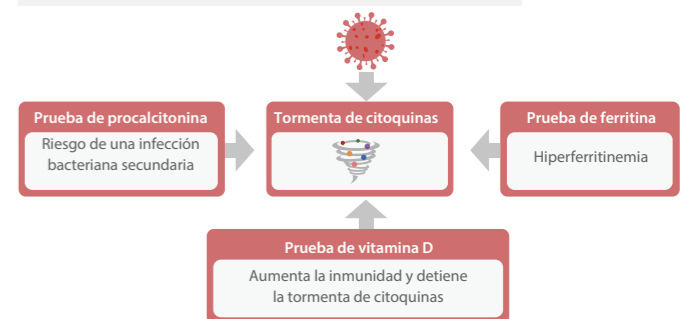 Prueba de procalcitonina
Riesgo de una infección
bacteriana secundaria
Tormenta de citoquinas
Prueba de ferritina
Hiperferritinemia
Prueba de vitamina D
Aumenta la inmunidad y detiene
la tormenta de citoquinas